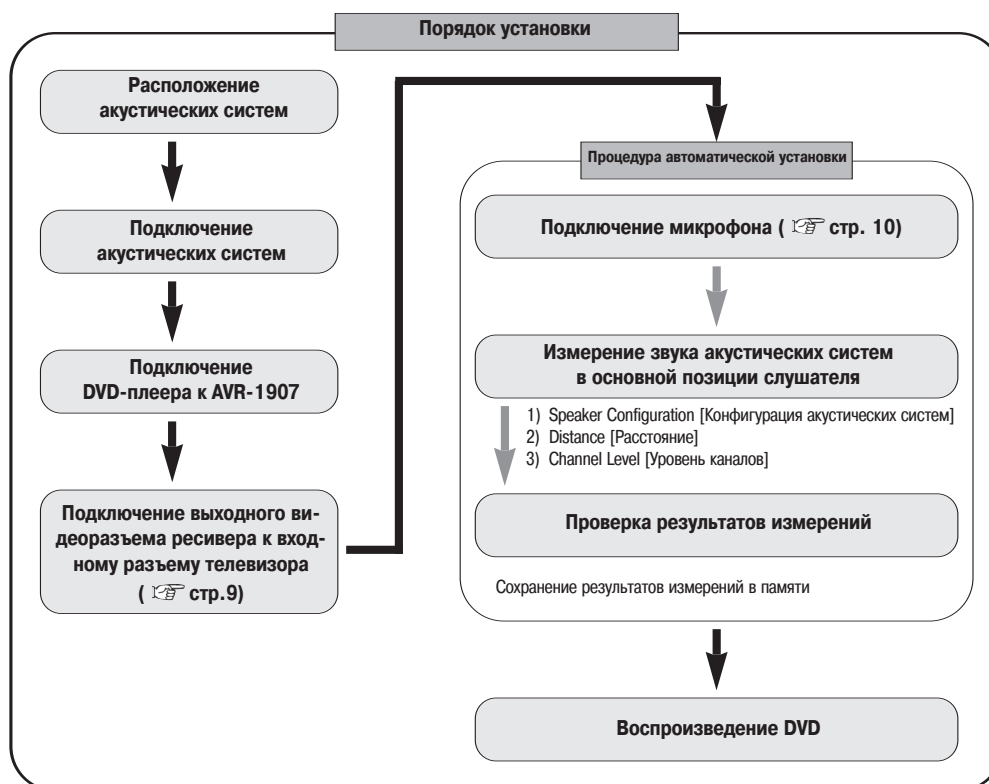 Порядок установки
Расположение
акустических систем
Подключение
акустических систем
Подключение
DVD-плеера к AVR-1907
Подключение выходного ви-
деоразъема ресивера к вход-
ному разъему телевизора
( ☞ стр.9)
Процедура автоматической установки
Подключение микрофона ( ☞ стр. 10)
Измерение звука акустических систем
в основной позиции слушателя
1) Speaker Configuration [Конфигурация акустических систем]
2) Distance [Расстояние]
3) Channel Level [Уровень каналов]
Проверка результатов измерений
Сохранение результатов измерений в памяти
Воспроизведение DVD